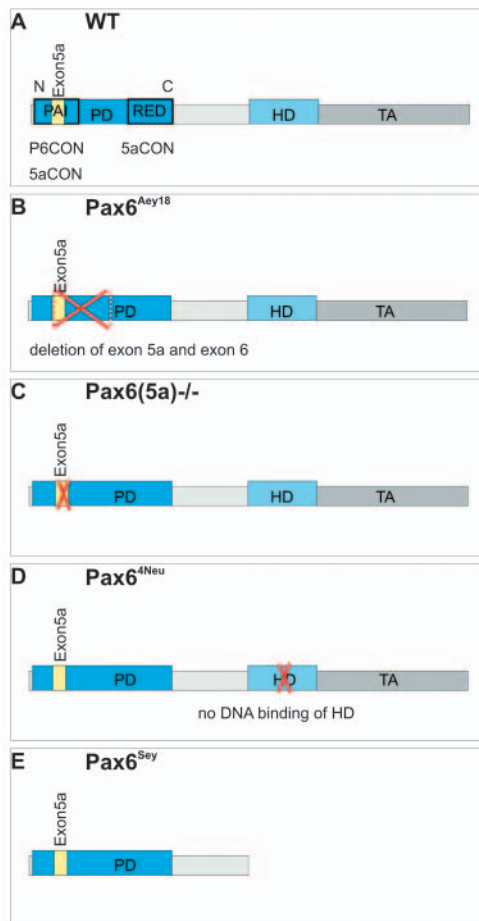 A WT
Exon5a
N C
PAI PD RED HD TA
P6CON 5aCON
5aCON
B Pax6Aey18
Exon5a
PD HD TA
deletion of exon 5a and exon 6
C Pax6(5a)-/-
Exon5a
PD HD TA
D Pax64Neu
Exon5a
PD HD TA
no DNA binding of HD
E Pax6Sey
Exon5a
PD